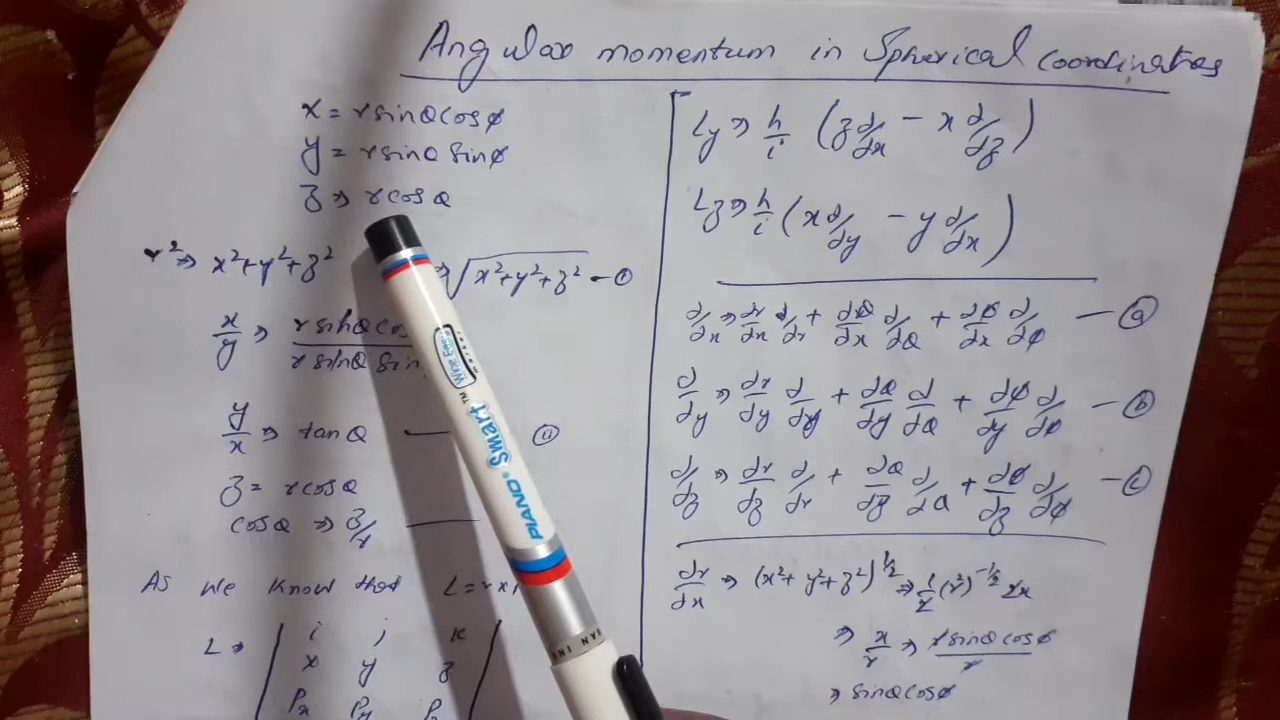 Angular momentum in Spherical coordinates
x = r sinθ cosϕ
y = r sinθ sinϕ
z ⇒ r cosθ
r² ⇒ x²+y²+z² ⇒ √x²+y²+z² — (i)
x/y ⇒ r sinθ cos / r sinθ sin
y/x ⇒ tanθ — (ii)
z = r cosθ
cosθ ⇒ z/r —
As we know that L = r x
L ⇒ | i j k |
x y z
Px Py
Ly ⇒ h/i (z d/dx − x d/dz)
Lz ⇒ h/i (x d/dy − y d/dx)
d/dx ⇒ dr/dx d/dr + dθ/dx d/dθ + dϕ/dx d/dϕ — (a)
d/dy ⇒ dr/dy d/dr + dθ/dy d/dθ + dϕ/dy d/dϕ — (b)
d/dz ⇒ dr/dz d/dr + dθ/dz d/dθ + dϕ/dz d/dϕ — (c)
dr/dx ⇒ (x²+y²+z²)^1/2 ⇒ 1/2 (r²)^-1/2 2x
⇒ x/r ⇒ r sinθ cosϕ / r
⇒ sinθ cosϕ
PIANO® Smart™